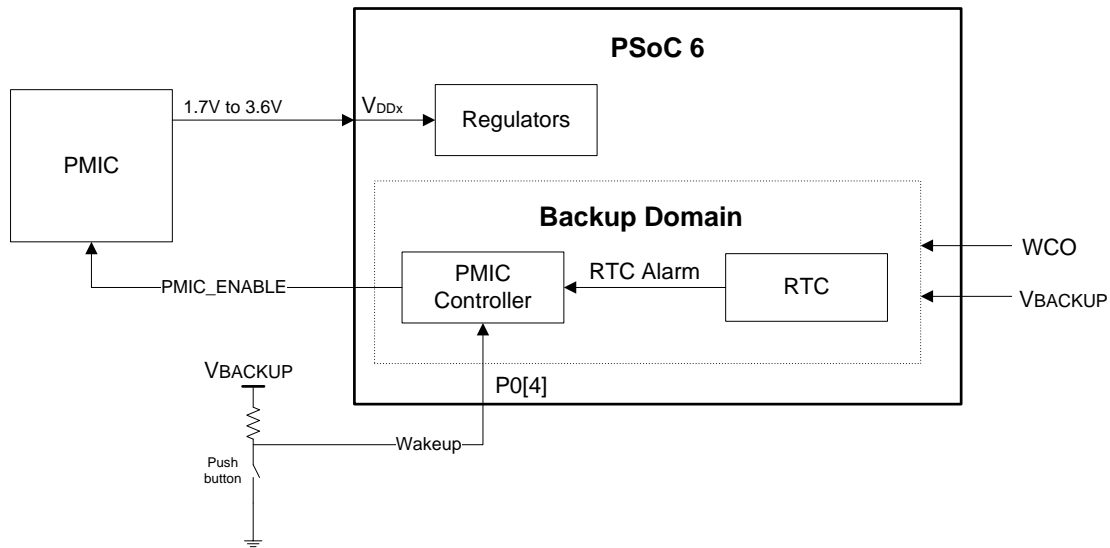 PSoC 6
1.7V to 3.6V
VDDx
Regulators
PMIC
Backup Domain
WCO
PMIC
Controller
RTC Alarm
RTC
PMIC_ENABLE
VBACKUP
VBACKUP
P0[4]
Wakeup
Push
button